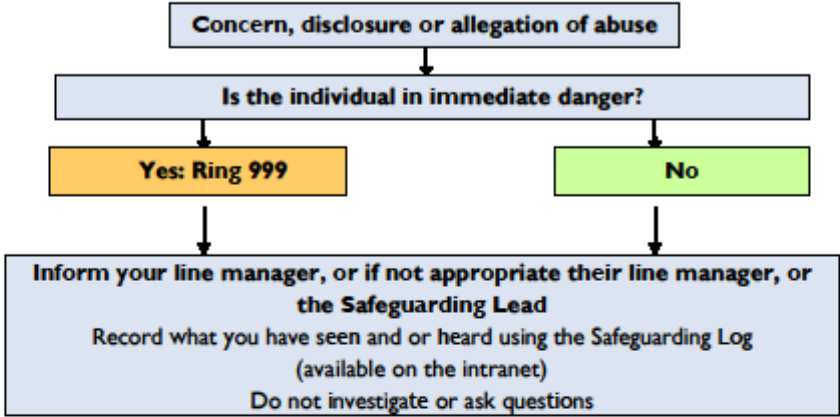 Concern, disclosure or allegation of abuse
Is the individual in immediate danger?
Yes: Ring 999
No
Inform your line manager, or if not appropriate their line manager, or
the Safeguarding Lead
Record what you have seen and or heard using the Safeguarding Log
(available on the intranet)
Do not investigate or ask questions